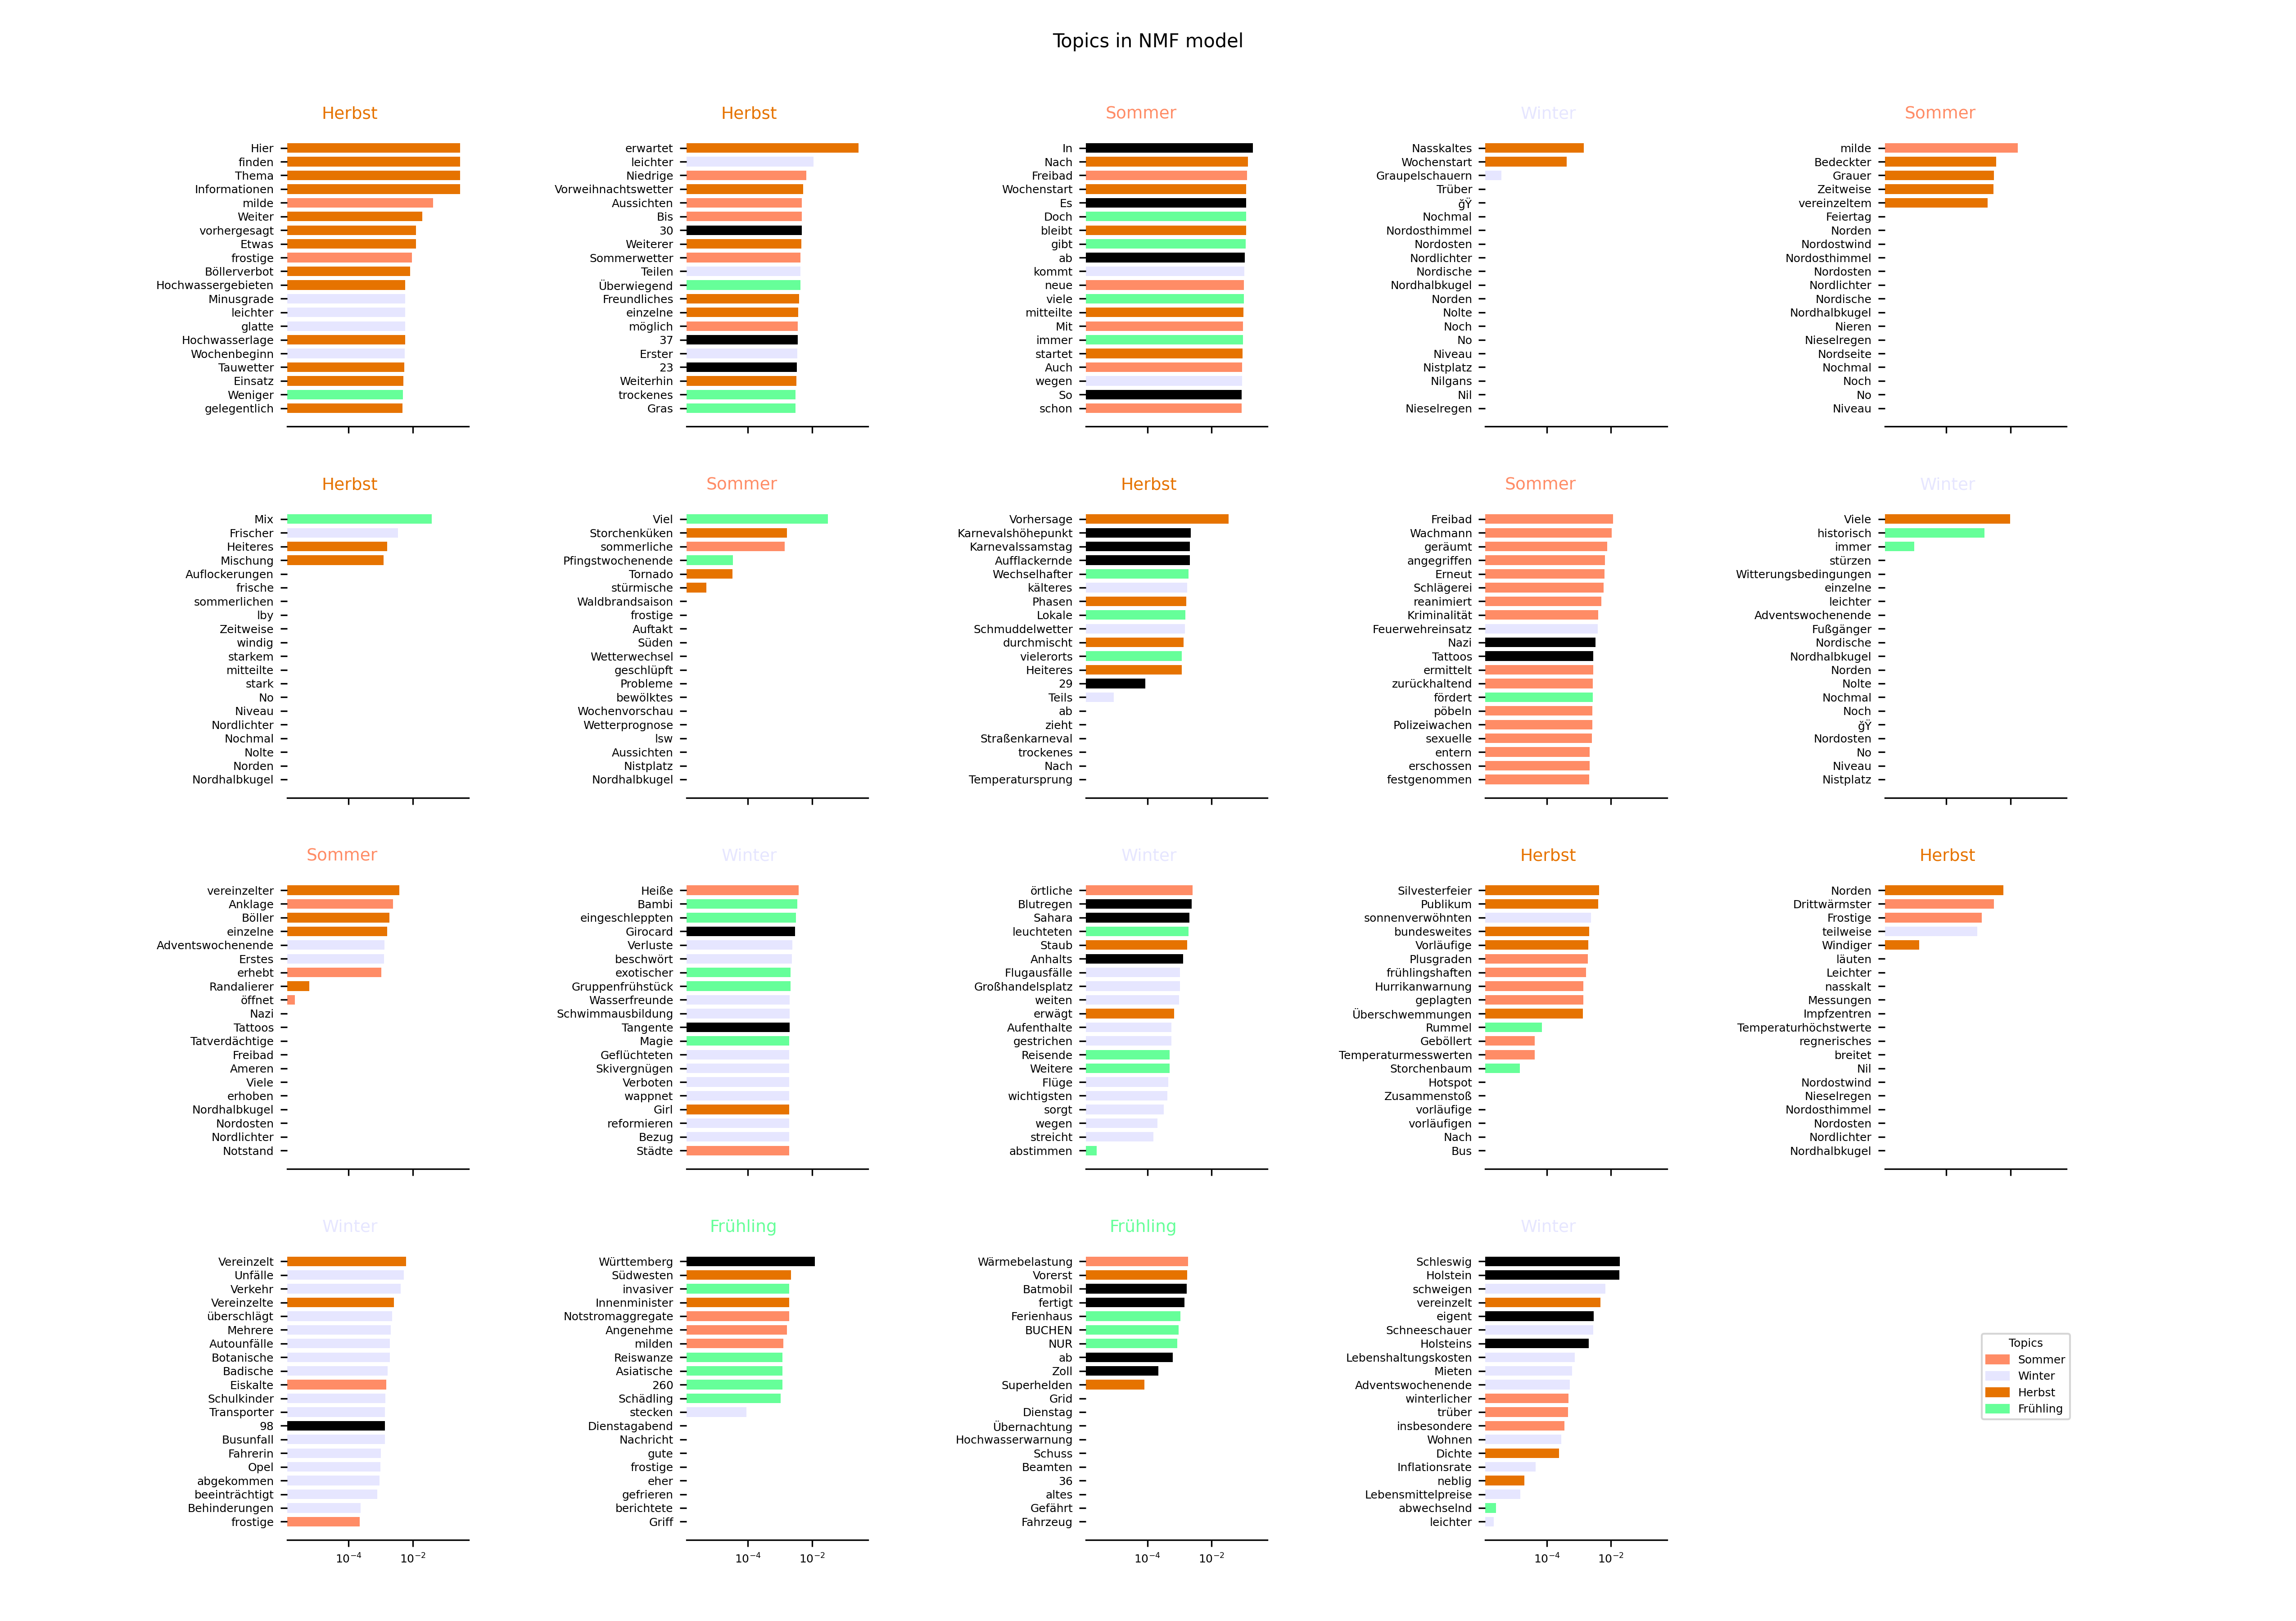 Topics in NMF model
Herbst
Hier
finden
Thema
Informationen
milde
Weiter
vorhergesagt
Etwas
frostige
Böllerverbot
Hochwassergebieten
Minusgrade
leichter
glatte
Hochwasserlage
Wochenbeginn
Tauwetter
Einsatz
Weniger
gelegentlich
Herbst
erwartet
leichter
Niedrige
Vorweihnachtswetter
Aussichten
Bis
30
Weiterer
Sommerwetter
Teilen
Überwiegend
Freundliches
einzelne
möglich
37
Erster
23
Weiterhin
trockenes
Gras
Sommer
In
Nach
Freibad
Wochenstart
Es
Doch
bleibt
gibt
ab
kommt
neue
viele
mitteilte
Mit
immer
startet
Auch
wegen
So
schon
Winter
Nasskaltes
Wochenstart
Graupelschauern
Trüber
ğŸ
Nochmal
Nordosthimmel
Nordosten
Nordlichter
Nordische
Nordhalbkugel
Norden
Nolte
Noch
No
Niveau
Nistplatz
Nilgans
Nil
Nieselregen
Sommer
milde
Bedeckter
Grauer
Zeitweise
vereinzeltem
Feiertag
Norden
Nordostwind
Nordosthimmel
Nordosten
Nordlichter
Nordische
Nordhalbkugel
Nieren
Nieselregen
Nordseite
Nochmal
Noch
No
Niveau
Herbst
Mix
Frischer
Heiteres
Mischung
Auflockerungen
frische
sommerlichen
lby
Zeitweise
windig
starkem
mitteilte
stark
No
Niveau
Nordlichter
Nochmal
Nolte
Norden
Nordhalbkugel
Sommer
Viel
Storchenküken
sommerliche
Pfingstwochenende
Tornado
stürmische
Waldbrandsaison
frostige
Auftakt
Süden
Wetterwechsel
geschlüpft
Probleme
bewölktes
Wochenvorschau
Wetterprognose
lsw
Aussichten
Nistplatz
Nordhalbkugel
Herbst
Vorhersage
Karnevalshöhepunkt
Karnevalssamstag
Aufflackernde
Wechselhafter
kälteres
Phasen
Lokale
Schmuddelwetter
durchmischt
vielerorts
Heiteres
29
Teils
ab
zieht
Straßenkarneval
trockenes
Nach
Temperatursprung
Sommer
Freibad
Wachmann
geräumt
angegriffen
Erneut
Schlägerei
reanimiert
Kriminalität
Feuerwehreinsatz
Nazi
Tattoos
ermittelt
zurückhaltend
fördert
pöbeln
Polizeiwachen
sexuelle
entern
erschossen
festgenommen
Winter
Viele
historisch
immer
stürzen
Witterungsbedingungen
einzelne
leichter
Adventswochenende
Fußgänger
Nordische
Nordhalbkugel
Norden
Nolte
Nochmal
Noch
ğŸ
Nordosten
No
Niveau
Nistplatz
Sommer
vereinzelter
Anklage
Böller
einzelne
Adventswochenende
Erstes
erhebt
Randalierer
öffnet
Nazi
Tattoos
Tatverdächtige
Freibad
Ameren
Viele
erhoben
Nordhalbkugel
Nordosten
Nordlichter
Notstand
Winter
Heiße
Bambi
eingeschleppten
Girocard
Verluste
beschwört
exotischer
Gruppenfrühstück
Wasserfreunde
Schwimmausbildung
Tangente
Magie
Geflüchteten
Skivergnügen
Verboten
wappnet
Girl
reformieren
Bezug
Städte
Winter
örtliche
Blutregen
Sahara
leuchteten
Staub
Anhalts
Flugausfälle
Großhandelsplatz
weiten
erwägt
Aufenthalte
gestrichen
Reisende
Weitere
Flüge
wichtigsten
sorgt
wegen
streicht
abstimmen
Herbst
Silvesterfeier
Publikum
sonnenverwöhnten
bundesweites
Vorläufige
Plusgraden
frühlingshaften
Hurrikanwarnung
geplagten
Überschwemmungen
Rummel
Geböllert
Temperaturmesswerten
Storchenbaum
Hotspot
Zusammenstoß
vorläufige
vorläufigen
Nach
Bus
Herbst
Norden
Drittwärmster
Frostige
teilweise
Windiger
läuten
Leichter
nasskalt
Messungen
Impfzentren
Temperaturhöchstwerte
regnerisches
breitet
Nil
Nordostwind
Nieselregen
Nordosthimmel
Nordosten
Nordlichter
Nordhalbkugel
Winter
Vereinzelt
Unfälle
Verkehr
Vereinzelte
überschlägt
Mehrere
Autounfälle
Botanische
Badische
Eiskalte
Schulkinder
Transporter
98
Busunfall
Fahrerin
Opel
abgekommen
beeinträchtigt
Behinderungen
frostige
10⁻⁴ 10⁻²
Frühling
Württemberg
Südwesten
invasiver
Innenminister
Notstromaggregate
Angenehme
milden
Reiswanze
Asiatische
260
Schädling
stecken
Dienstagabend
Nachricht
gute
frostige
eher
gefrieren
berichtete
Griff
10⁻⁴ 10⁻²
Frühling
Wärmebelastung
Vorerst
Batmobil
fertigt
Ferienhaus
BUCHEN
NUR
ab
Zoll
Superhelden
Grid
Dienstag
Übernachtung
Hochwasserwarnung
Schuss
Beamten
36
altes
Gefährt
Fahrzeug
10⁻⁴ 10⁻²
Winter
Schleswig
Holstein
schweigen
vereinzelt
eigent
Schneeschauer
Holsteins
Lebenshaltungskosten
Mieten
Adventswochenende
winterlicher
trüber
insbesondere
Wohnen
Dichte
Inflationsrate
neblig
Lebensmittelpreise
abwechselnd
leichter
10⁻⁴ 10⁻²
Topics
Sommer
Winter
Herbst
Frühling